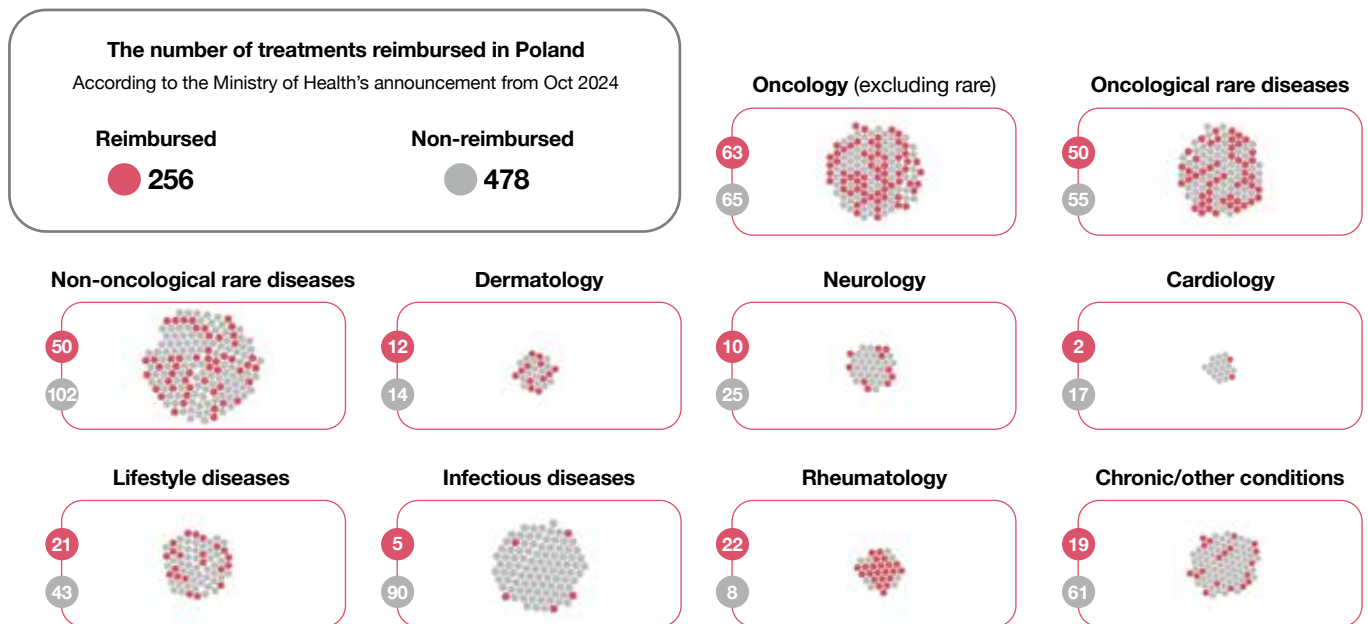 The number of treatments reimbursed in Poland
According to the Ministry of Health's announcement from Oct 2024
Reimbursed
256
Non-reimbursed
478
Oncology (excluding rare)
63
65
Oncological rare diseases
50
55
Non-oncological rare diseases
50
102
Dermatology
12
14
Neurology
10
25
Cardiology
2
17
Lifestyle diseases
21
43
Infectious diseases
5
90
Rheumatology
22
8
Chronic/other conditions
19
61